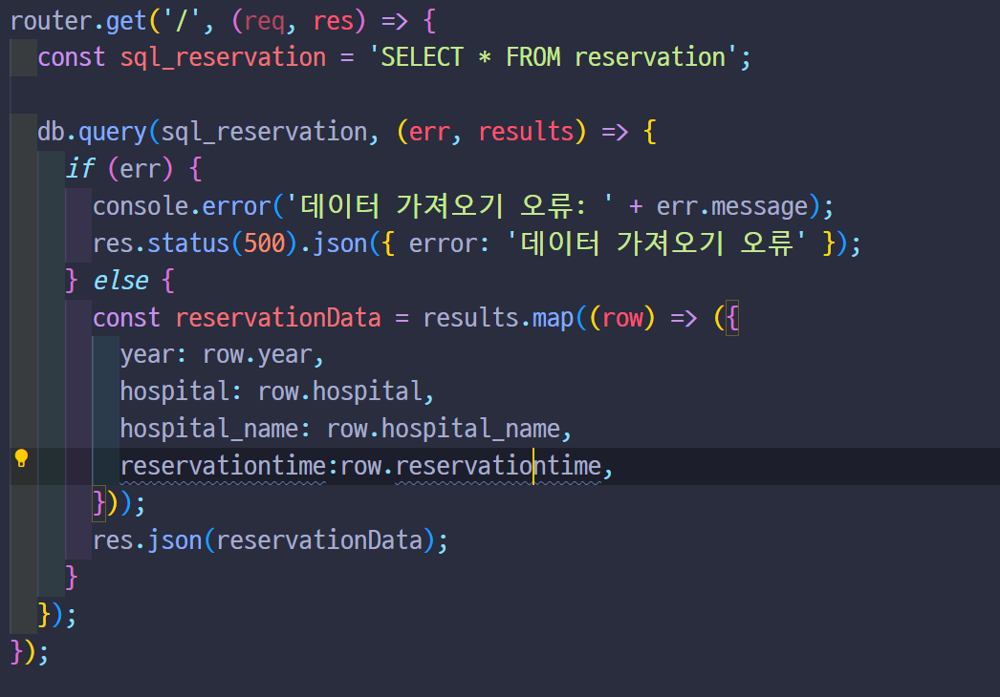 router.get('/', (req, res) => {
const sql_reservation = 'SELECT * FROM reservation';
db.query(sql_reservation, (err, results) => {
if (err) {
console.error('데이터 가져오기 오류: ' + err.message);
res.status(500).json({ error: '데이터 가져오기 오류' });
} else {
const reservationData = results.map((row) => ({
year: row.year,
hospital: row.hospital,
hospital_name: row.hospital_name,
reservationtime:row.reservationtime,
}));
res.json(reservationData);
}
});
});